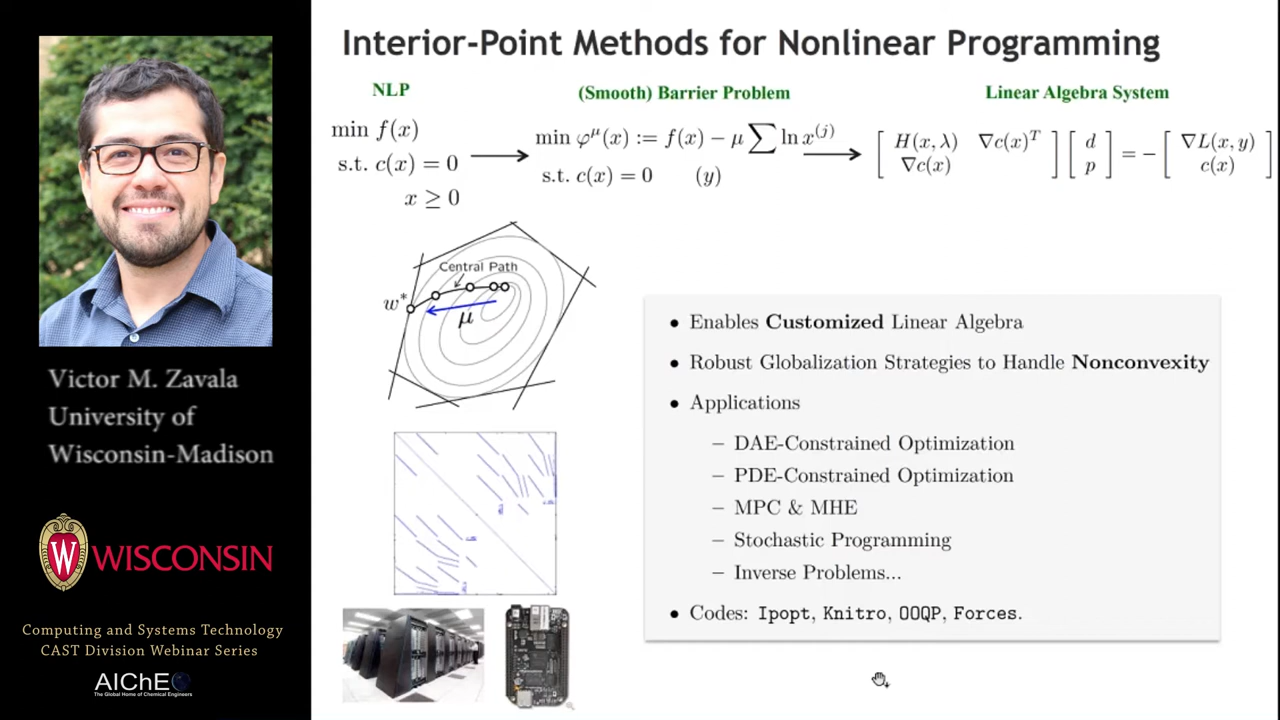 Interior-Point Methods for Nonlinear Programming
NLP
(Smooth) Barrier Problem
Linear Algebra System
min f(x)
s.t. c(x) = 0
x ≥ 0
min φ^μ(x) := f(x) − μ ∑ ln x^(j)
s.t. c(x) = 0 (y)
[ H(x, λ) ∇c(x)^T ] [ d ] = − [ ∇L(x, y) ]
[ ∇c(x) ] [ p ] [ c(x) ]
Central Path
w*
μ
• Enables Customized Linear Algebra
• Robust Globalization Strategies to Handle Nonconvexity
• Applications
– DAE-Constrained Optimization
– PDE-Constrained Optimization
– MPC & MHE
– Stochastic Programming
– Inverse Problems...
• Codes: Ipopt, Knitro, OOQP, Forces.
Victor M. Zavala
University of
Wisconsin-Madison
W WISCONSIN
Computing and Systems Technology
CAST Division Webinar Series
AIChE
The Global Home of Chemical Engineers